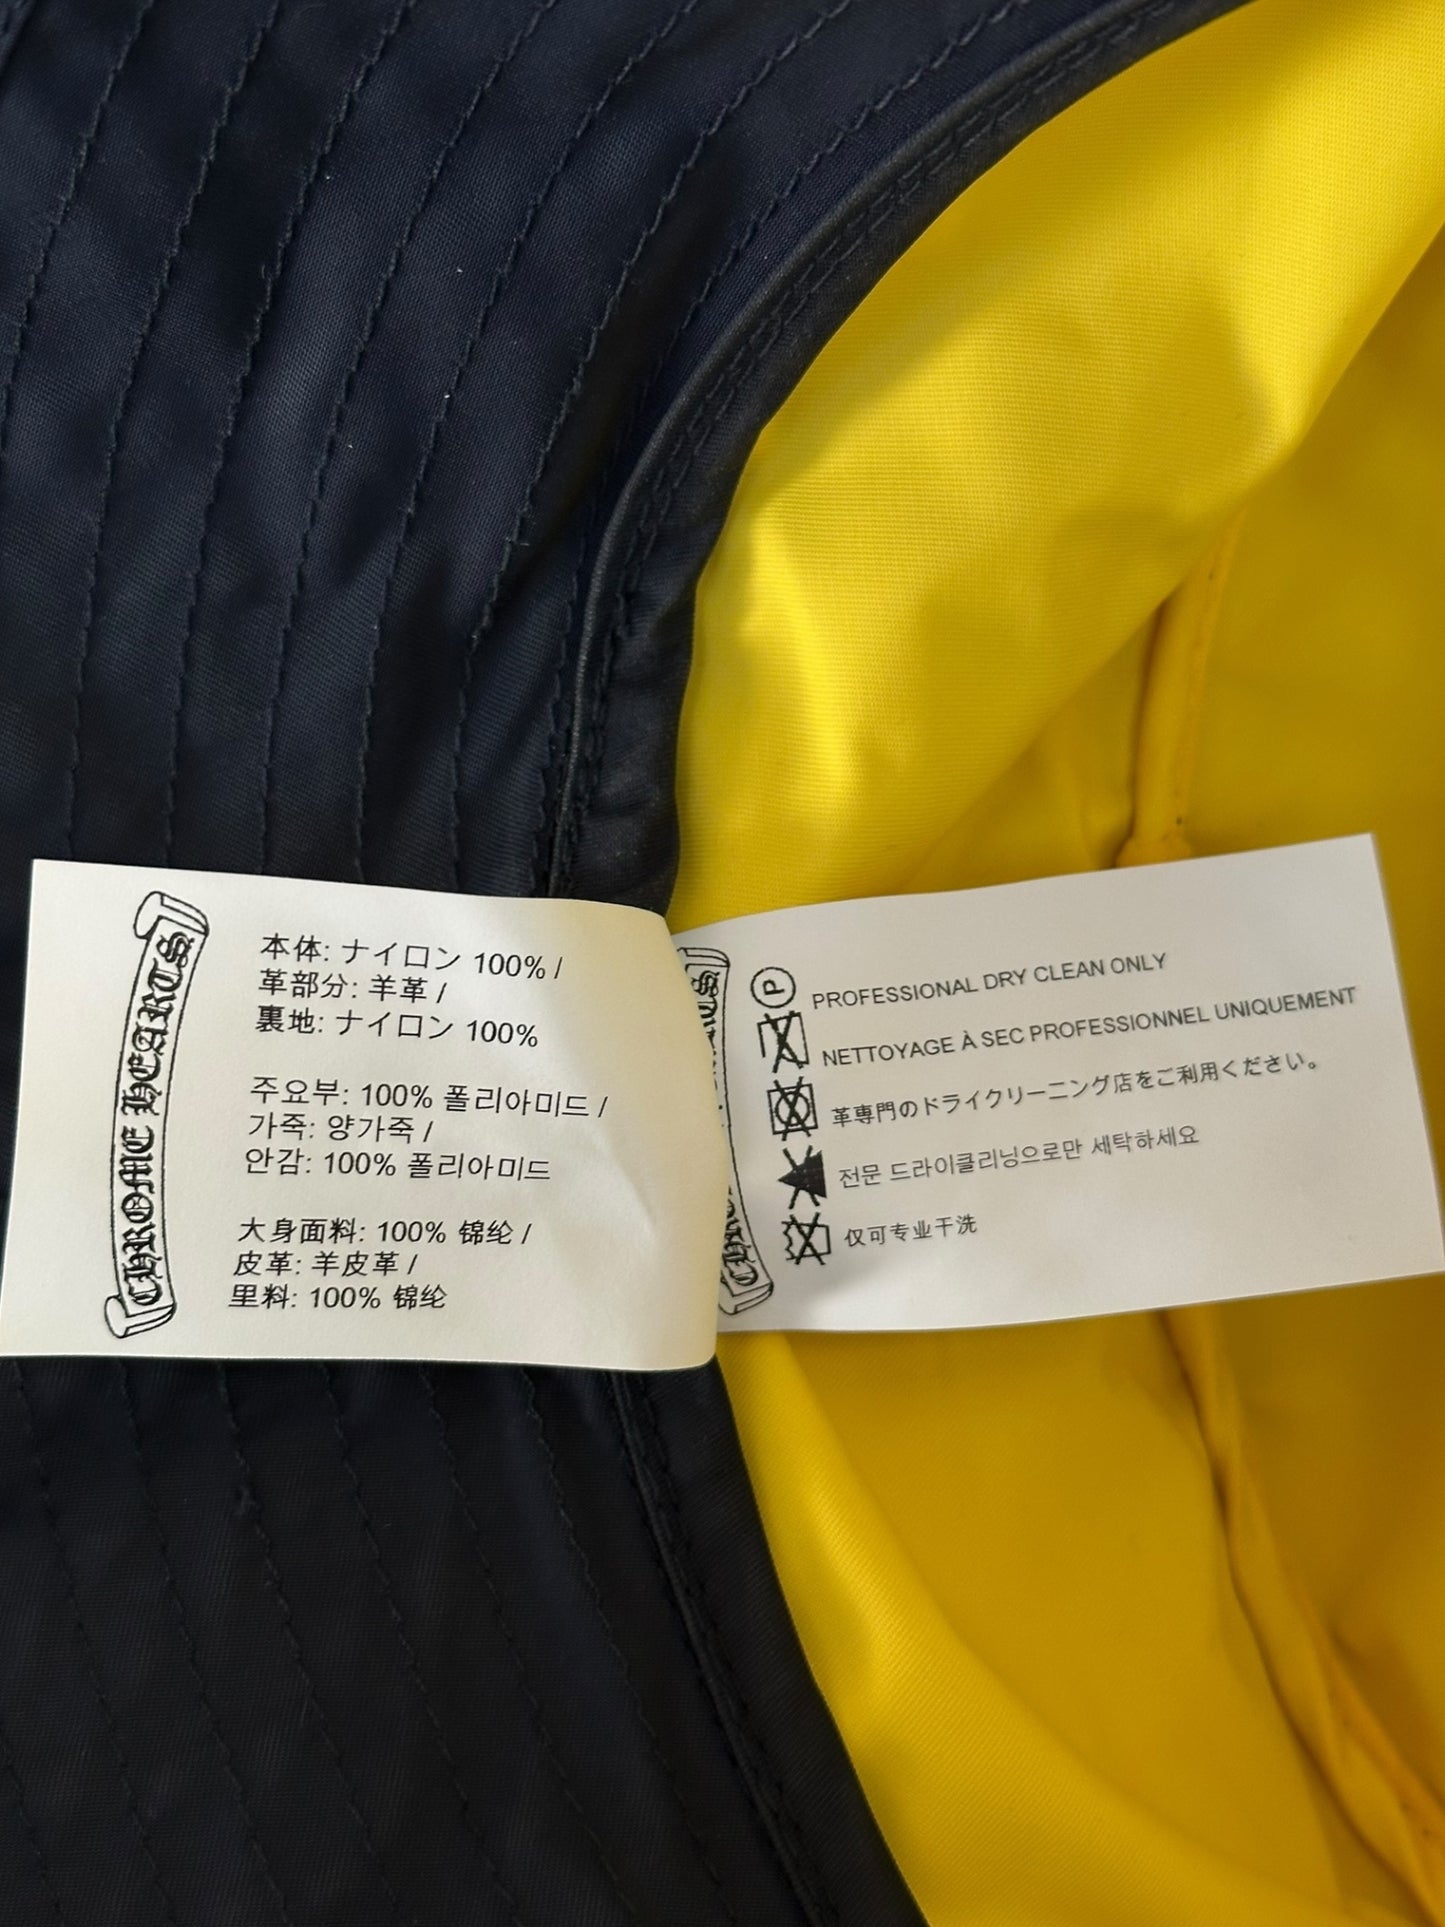 CHROME HEARTS
本体: ナイロン 100% /
革部分: 羊革 /
裏地: ナイロン 100%
주요부: 100% 폴리아미드 /
가죽: 양가죽 /
안감: 100% 폴리아미드
大身面料: 100% 锦纶 /
皮革: 羊皮革 /
里料: 100% 锦纶
P
PROFESSIONAL DRY CLEAN ONLY
NETTOYAGE À SEC PROFESSIONNEL UNIQUEMENT
革専門のドライクリーニング店をご利用ください。
전문 드라이클리닝으로만 세탁하세요
仅可专业干洗